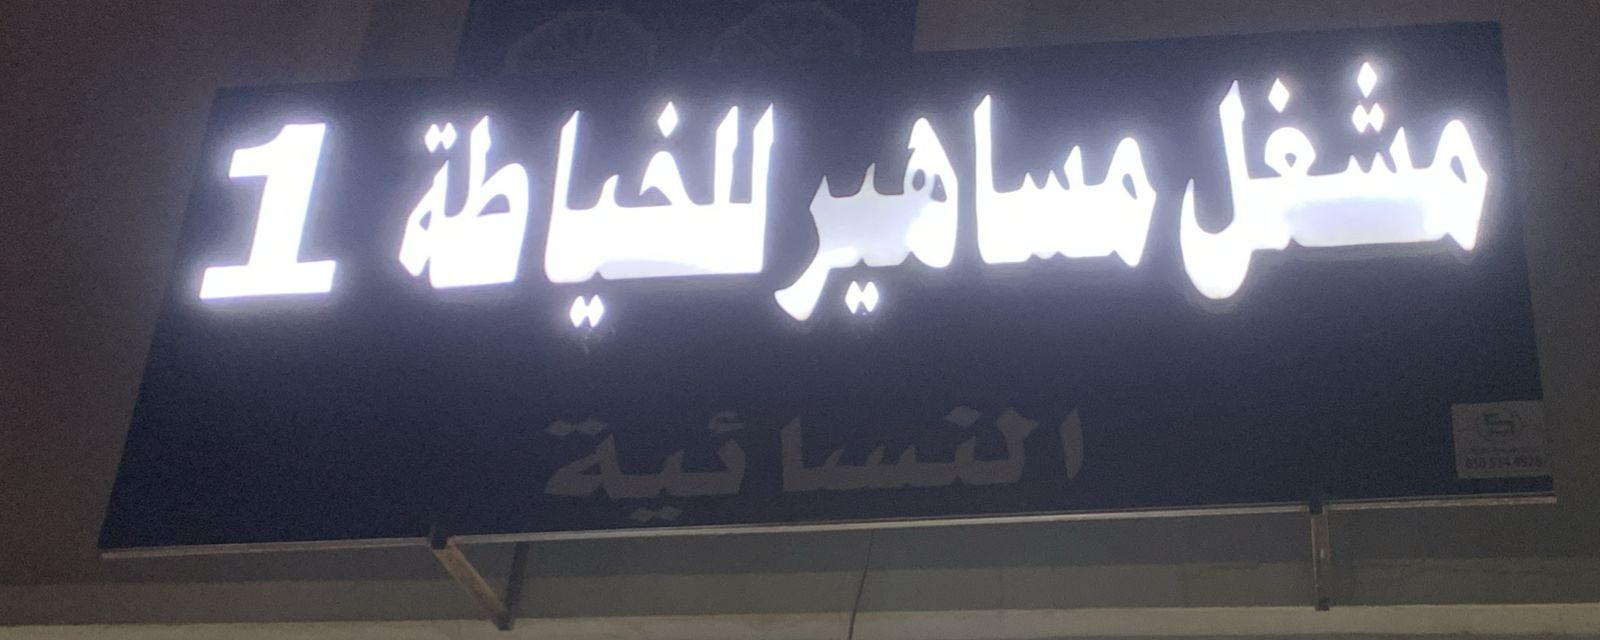 مشغل مساهير للخياطة 1
النسائية